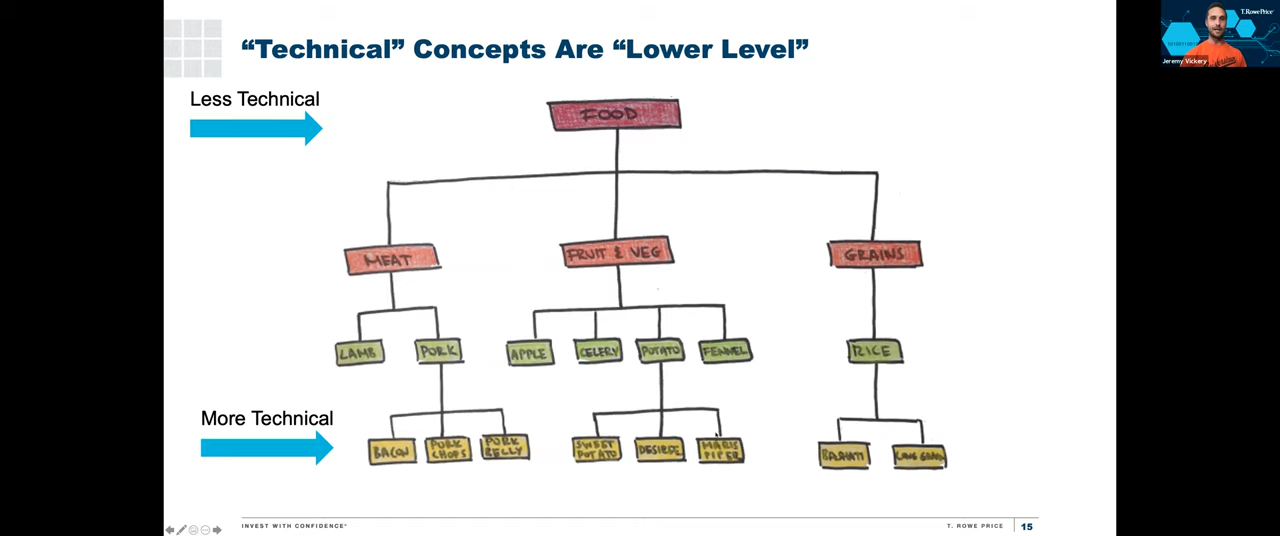 “Technical” Concepts Are “Lower Level”
T.RowePrice
Jeremy Vickery
Less Technical
FOOD
MEAT
FRUIT & VEG
GRAINS
LAMB
PORK
APPLE
CELERY
POTATO
FENNEL
RICE
More Technical
BACON
PORK
CHOPS
PORK
BELLY
SWEET
POTATO
DESIREE
MARIS
PIPER
BASMATI
LONG GRAIN
INVEST WITH CONFIDENCE®
T. ROWE PRICE
15